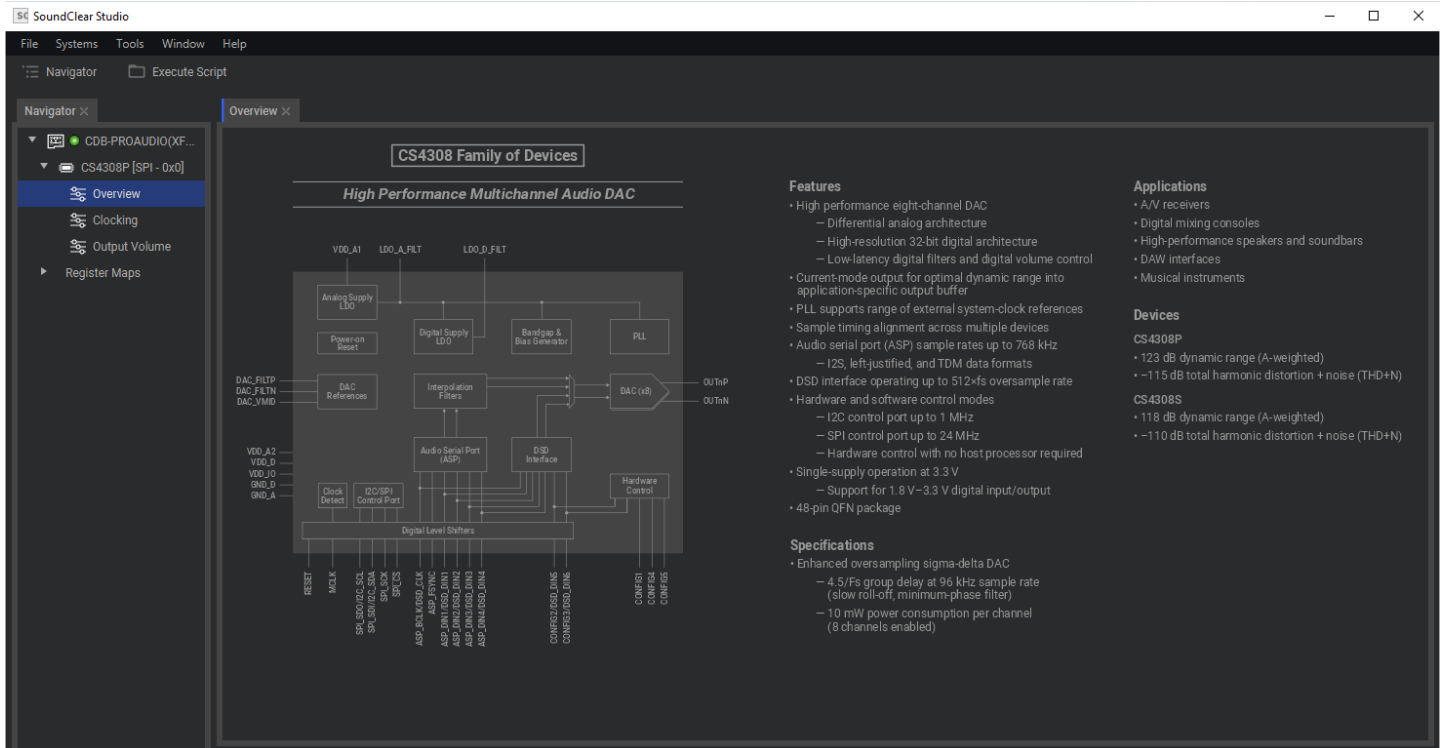 SC SoundClear Studio
File Systems Tools Window Help
Navigator Execute Script
Navigator
CDB-PROAUDIO(XF...
CS4308P [SPI - 0x0]
Overview
Clocking
Output Volume
Register Maps
Overview
CS4308 Family of Devices
High Performance Multichannel Audio DAC
VDD_A1 LDO_A_FILT LDO_D_FILT
Analog Supply
LDO
Power-on
Reset
Digital Supply
LDO
Bandgap &
Bias Generator
PLL
DAC_FILTP
DAC_FILTN
DAC_VMID
DAC
References
Interpolation
Filters
DAC (x8)
OUTnP
OUTnN
VDD_A2
VDD_D
VDD_IO
GND_D
GND_A
Audio Serial Port
(ASP)
DSD
Interface
Clock
Detect
I2C/SPI
Control Port
Hardware
Control
Digital Level Shifters
RESET
MCLK
SPI_SDO/I2C_SCL
SPI_SDI/I2C_SDA
SPI_SCK
SPI_CS
ASP_BCLK/DSD_CLK
ASP_FSYNC
ASP_DIN1/DSD_DIN1
ASP_DIN2/DSD_DIN2
ASP_DIN3/DSD_DIN3
ASP_DIN4/DSD_DIN4
CONFIG2/DSD_DIN5
CONFIG3/DSD_DIN6
CONFIG1
CONFIG4
CONFIG5
Features
• High performance eight-channel DAC
— Differential analog architecture
— High-resolution 32-bit digital architecture
— Low-latency digital filters and digital volume control
• Current-mode output for optimal dynamic range into
application-specific output buffer
• PLL supports range of external system-clock references
• Sample timing alignment across multiple devices
• Audio serial port (ASP) sample rates up to 768 kHz
— I2S, left-justified, and TDM data formats
• DSD interface operating up to 512×fs oversample rate
• Hardware and software control modes
— I2C control port up to 1 MHz
— SPI control port up to 24 MHz
— Hardware control with no host processor required
• Single-supply operation at 3.3 V
— Support for 1.8 V–3.3 V digital input/output
• 48-pin QFN package
Specifications
• Enhanced oversampling sigma-delta DAC
— 4.5/Fs group delay at 96 kHz sample rate
(slow roll-off, minimum-phase filter)
— 10 mW power consumption per channel
(8 channels enabled)
Applications
• A/V receivers
• Digital mixing consoles
• High-performance speakers and soundbars
• DAW interfaces
• Musical instruments
Devices
CS4308P
• 123 dB dynamic range (A-weighted)
• −115 dB total harmonic distortion + noise (THD+N)
CS4308S
• 118 dB dynamic range (A-weighted)
• −110 dB total harmonic distortion + noise (THD+N)